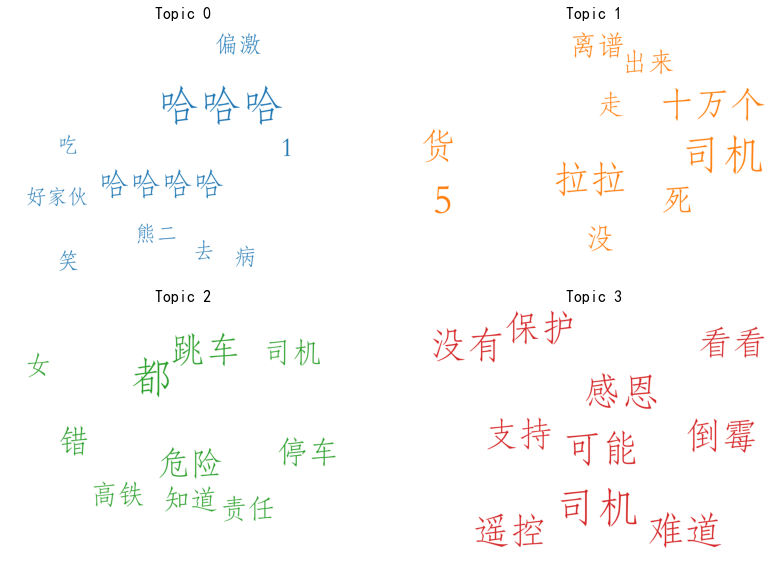 Topic 0
偏激
哈哈哈
吃
1
哈哈哈哈
好家伙
熊二
去
病
笑
Topic 1
离谱
出来
走
十万个
货
司机
拉拉
5
死
没
Topic 2
跳车
司机
女
都
错
停车
危险
高铁
知道
责任
Topic 3
保护
没有
看看
感恩
支持
倒霉
可能
司机
遥控
难道